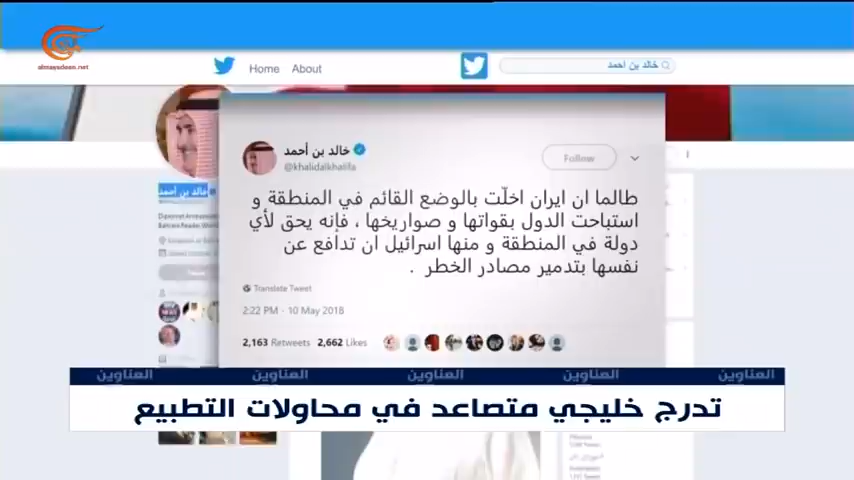 almayadeen.net
Home
About
خالد بن احمد
خالد بن أحمد
@khalidalkhalifa
Follow
طالما ان ايران اخلّت بالوضع القائم في المنطقة و
استباحت الدول بقواتها و صواريخها ، فإنه يحق لأي
دولة في المنطقة و منها اسرائيل ان تدافع عن
نفسها بتدمير مصادر الخطر .
Translate Tweet
2:22 PM - 10 May 2018
2,163 Retweets 2,662 Likes
خالد بن أحمد
العناوين العناوين العناوين العناوين العناوين
تدرج خليجي متصاعد في محاولات التطبيع